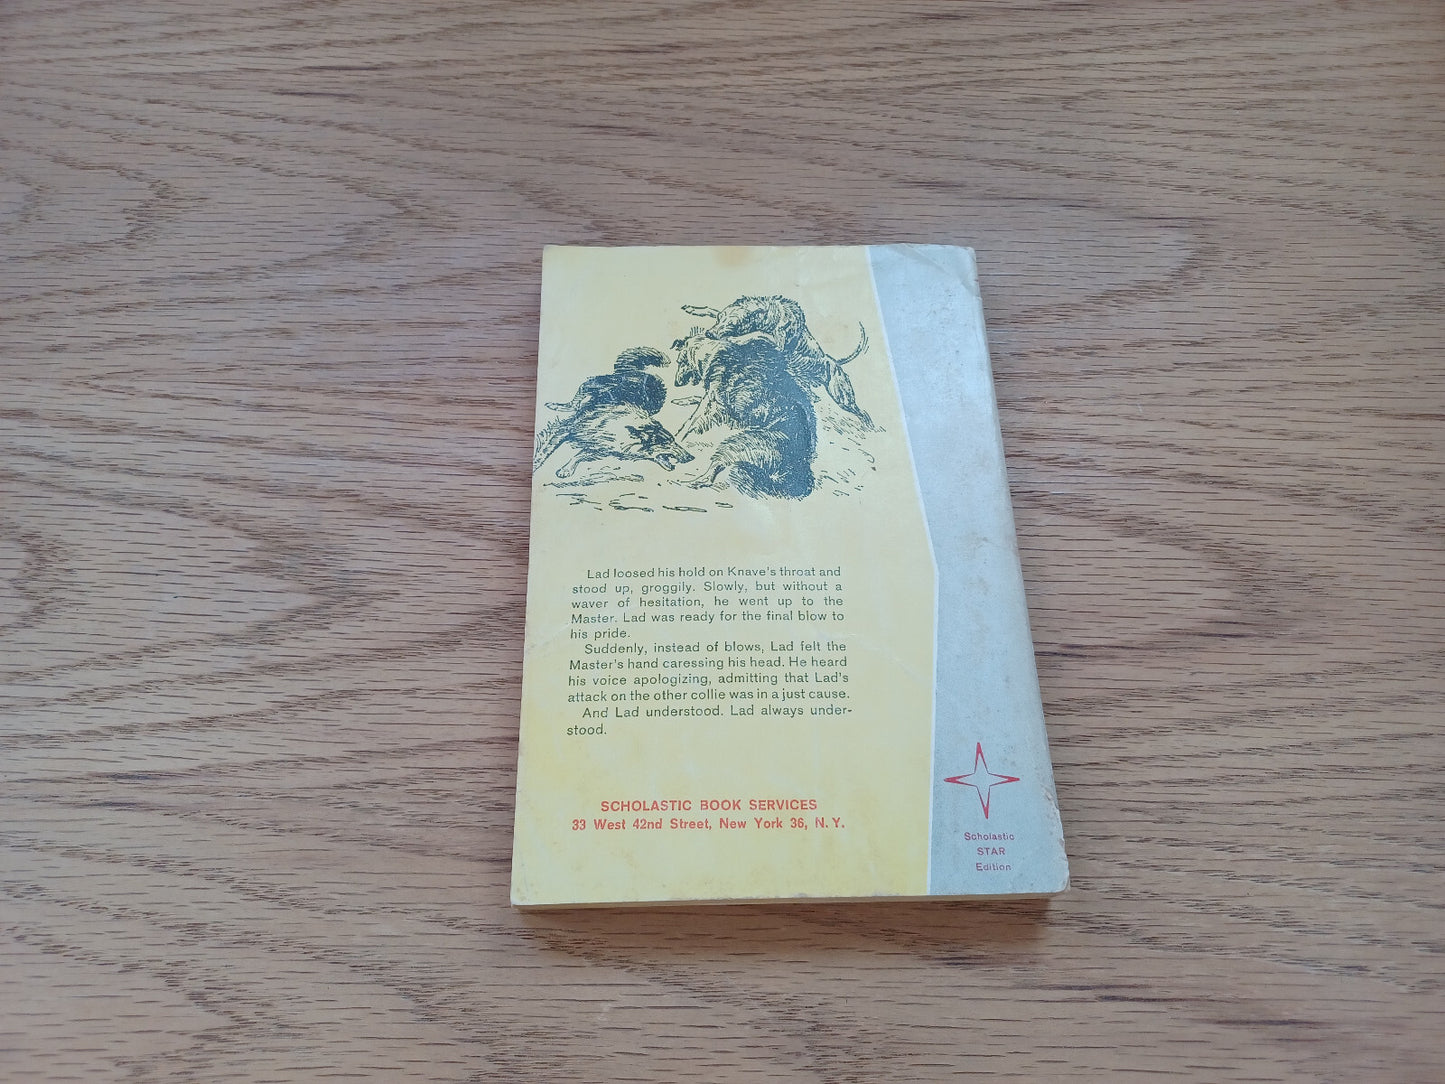 Lad loosed his hold on Knave's throat and
stood up, groggily. Slowly, but without a
waver of hesitation, he went up to the
Master. Lad was ready for the final blow to
his pride.
Suddenly, instead of blows, Lad felt the
Master's hand caressing his head. He heard
his voice apologizing, admitting that Lad's
attack on the other collie was in a just cause.
And Lad understood. Lad always under-
stood.
SCHOLASTIC BOOK SERVICES
33 West 42nd Street, New York 36, N.Y.
Scholastic
STAR
Edition